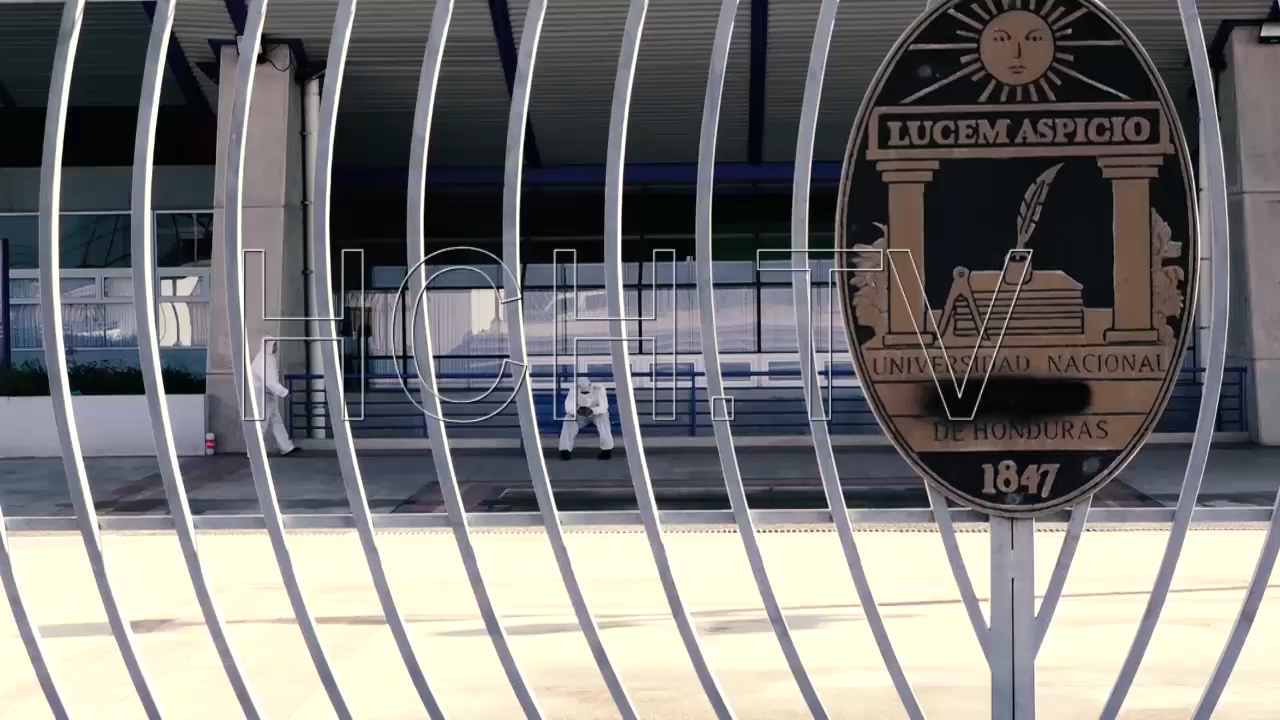 LUCEM ASPICIO
HCH.TV
UNIVERSIDAD NACIONAL
DE HONDURAS
1847